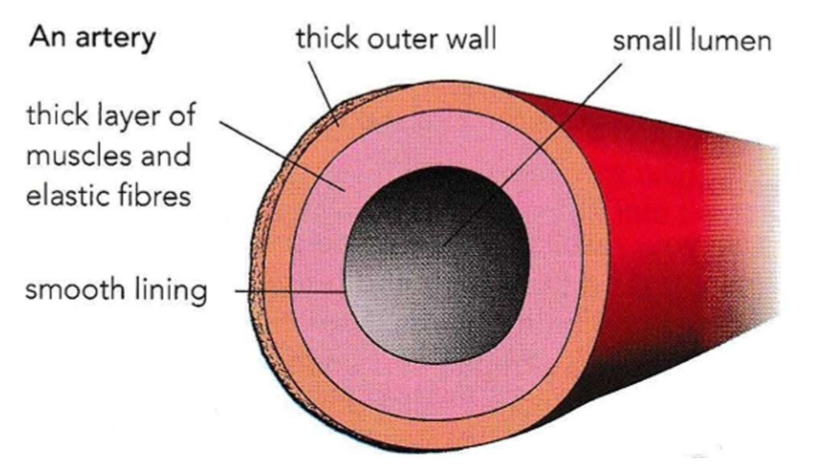 An artery
thick outer wall
small lumen
thick layer of
muscles and
elastic fibres
smooth lining